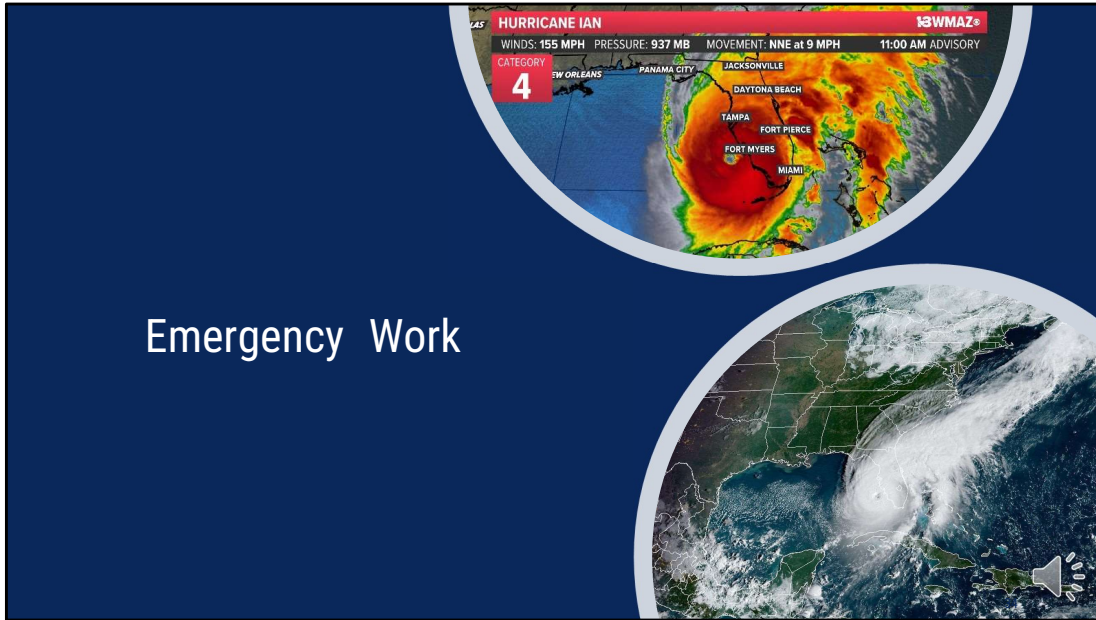 HURRICANE IAN
13WMAZ
WINDS: 155 MPH PRESSURE: 937 MB MOVEMENT: NNE at 9 MPH 11:00 AM ADVISORY
CATEGORY
4
PANAMA CITY
JACKSONVILLE
EW ORLEANS
DAYTONA BEACH
TAMPA
FORT PIERCE
FORT MYERS
MIAMI
Emergency Work